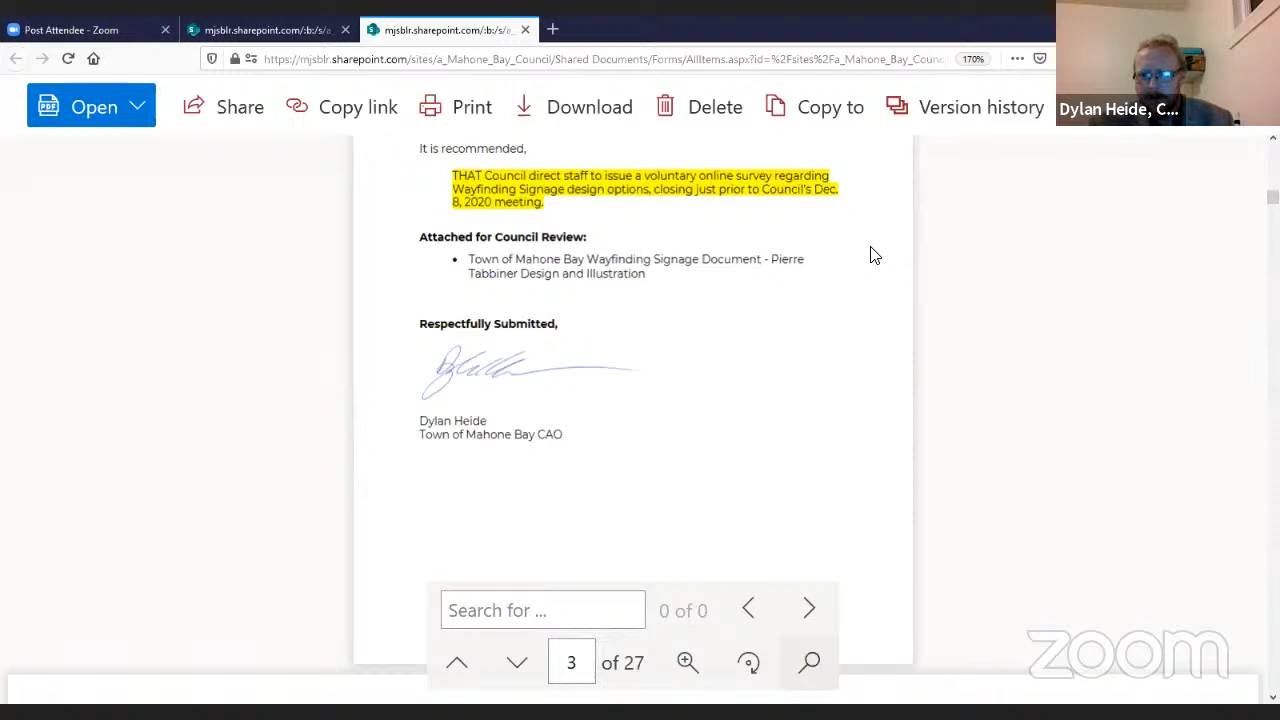 Post Attendee - Zoom
mjsblr.sharepoint.com/:b:/s/a_
mjsblr.sharepoint.com/:b:/s/a_
https://mjsblr.sharepoint.com/sites/a_Mahone_Bay_Council/Shared Documents/Forms/AllItems.aspx?id=%2Fsites%2Fa_Mahone_Bay_Counc
170%
Open
Share
Copy link
Print
Download
Delete
Copy to
Version history
Dylan Heide, C...
It is recommended,
THAT Council direct staff to issue a voluntary online survey regarding
Wayfinding Signage design options, closing just prior to Council's Dec.
8, 2020 meeting.
Attached for Council Review:
• Town of Mahone Bay Wayfinding Signage Document - Pierre
Tabbiner Design and Illustration
Respectfully Submitted,
Dylan Heide
Town of Mahone Bay CAO
Search for ...
0 of 0
3 of 27
zoom